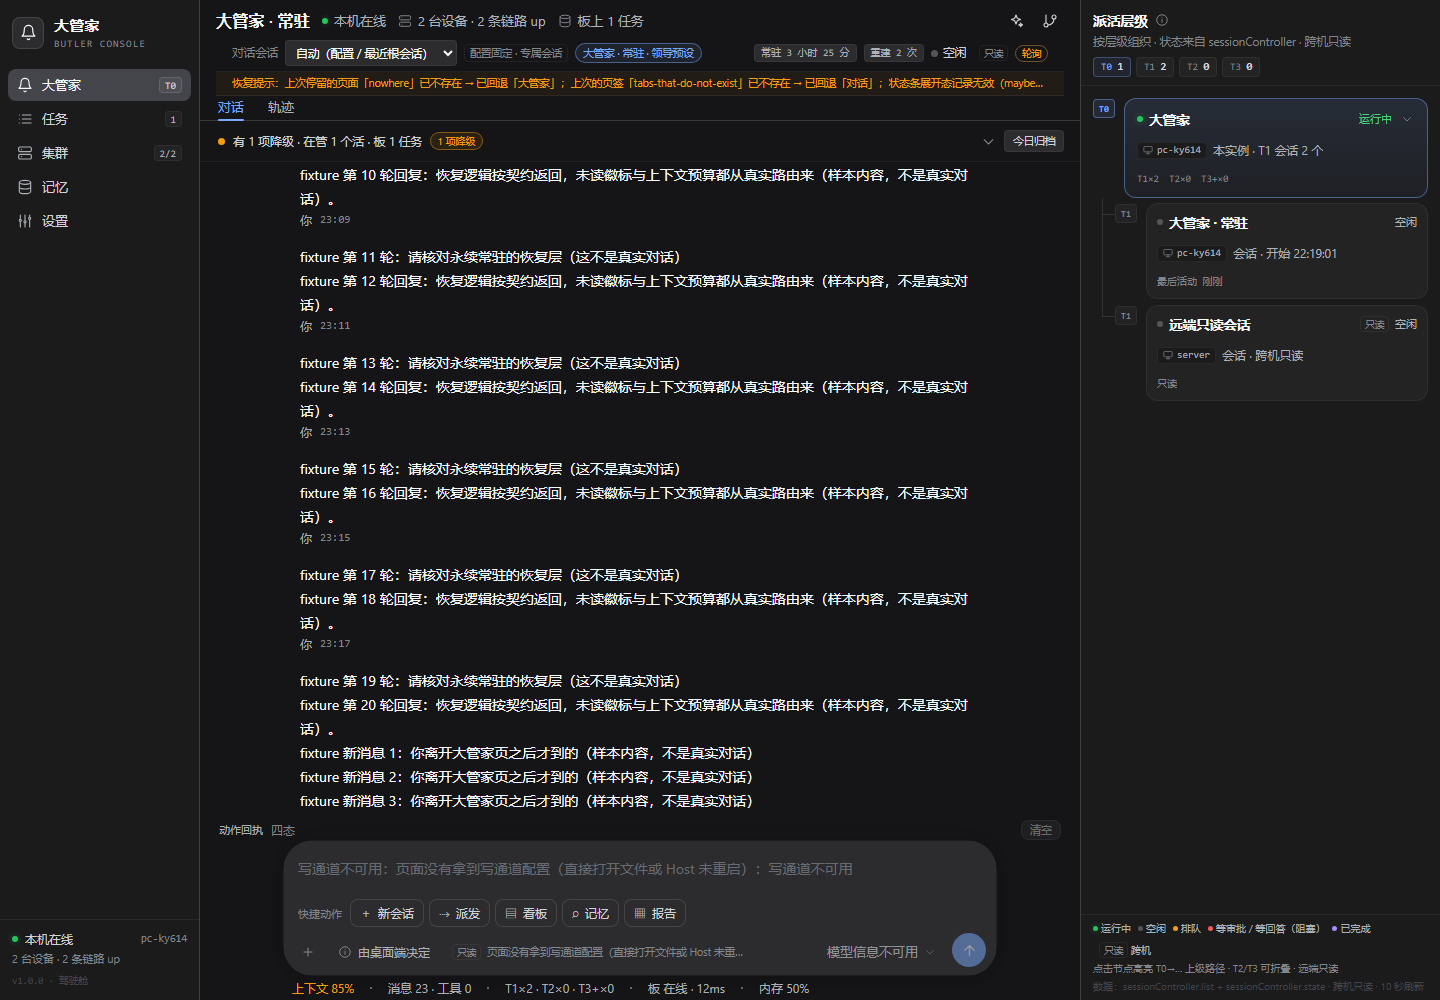 大管家
BUTLER CONSOLE
大管家 T0
任务 1
集群 2/2
记忆
设置
本机在线 pc-ky614
2 台设备 · 2 条链路 up
v1.0.0 · 驾驶舱
大管家 · 常驻 本机在线 2 台设备 · 2 条链路 up 板上 1 任务
对话会话 自动（配置 / 最近根会话） 配置固定 · 专属会话 大管家 · 常驻 · 领导预设 常驻 3 小时 25 分 重建 2 次 空闲 只读 轮询
恢复提示：上次停留的页面「nowhere」已不存在 → 已回退「大管家」；上次的页签「tabs-that-do-not-exist」已不存在 → 已回退「对话」；状态条展开态记录无效（maybe…
对话 轨迹
有 1 项降级 · 在管 1 个活 · 板 1 任务 1 项降级 今日归档
fixture 第 10 轮回复：恢复逻辑按契约返回，未读徽标与上下文预算都从真实路由来（样本内容，不是真实对
话）。
你 23:09
fixture 第 11 轮：请核对永续常驻的恢复层（这不是真实对话）
fixture 第 12 轮回复：恢复逻辑按契约返回，未读徽标与上下文预算都从真实路由来（样本内容，不是真实对
话）。
你 23:11
fixture 第 13 轮：请核对永续常驻的恢复层（这不是真实对话）
fixture 第 14 轮回复：恢复逻辑按契约返回，未读徽标与上下文预算都从真实路由来（样本内容，不是真实对
话）。
你 23:13
fixture 第 15 轮：请核对永续常驻的恢复层（这不是真实对话）
fixture 第 16 轮回复：恢复逻辑按契约返回，未读徽标与上下文预算都从真实路由来（样本内容，不是真实对
话）。
你 23:15
fixture 第 17 轮：请核对永续常驻的恢复层（这不是真实对话）
fixture 第 18 轮回复：恢复逻辑按契约返回，未读徽标与上下文预算都从真实路由来（样本内容，不是真实对
话）。
你 23:17
fixture 第 19 轮：请核对永续常驻的恢复层（这不是真实对话）
fixture 第 20 轮回复：恢复逻辑按契约返回，未读徽标与上下文预算都从真实路由来（样本内容，不是真实对
话）。
fixture 新消息 1：你离开大管家页之后才到的（样本内容，不是真实对话）
fixture 新消息 2：你离开大管家页之后才到的（样本内容，不是真实对话）
fixture 新消息 3：你离开大管家页之后才到的（样本内容，不是真实对话）
动作回执 四态 清空
写通道不可用：页面没有拿到写通道配置（直接打开文件或 Host 未重启）：写通道不可用
快捷动作 + 新会话 派发 看板 记忆 报告
由桌面端决定 只读 页面没有拿到写通道配置（直接打开文件或 Host 未重… 模型信息不可用
上下文 85% · 消息 23 · 工具 0 · T1×2 · T2×0 · T3+×0 · 板 在线 · 12ms · 内存 50%
派活层级
按层级组织 · 状态来自 sessionController · 跨机只读
T0 1 T1 2 T2 0 T3 0
T0 大管家 运行中
pc-ky614 本实例 · T1 会话 2 个
T1×2 T2×0 T3+×0
T1 大管家 · 常驻 空闲
pc-ky614 会话 · 开始 22:19:01
最后活动 刚刚
T1 远端只读会话 只读 空闲
server 会话 · 跨机只读
只读
运行中 空闲 排队 等审批 / 等回答（阻塞） 已完成
只读 跨机
点击节点高亮 T0→… 上级路径 · T2/T3 可折叠 · 远端只读
数据：sessionController.list + sessionController.state · 跨机只读 · 10 秒刷新